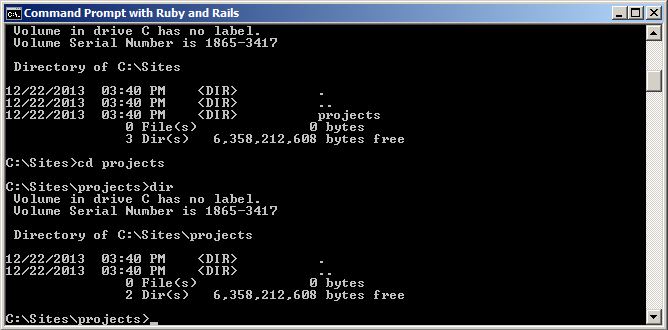 Command Prompt with Ruby and Rails
Volume in drive C has no label.
Volume Serial Number is 1865-3417
Directory of C:\Sites
12/22/2013  03:40 PM    <DIR>          .
12/22/2013  03:40 PM    <DIR>          ..
12/22/2013  03:40 PM    <DIR>          projects
0 File(s)              0 bytes
3 Dir(s)   6,358,212,608 bytes free
C:\Sites>cd projects
C:\Sites\projects>dir
Volume in drive C has no label.
Volume Serial Number is 1865-3417
Directory of C:\Sites\projects
12/22/2013  03:40 PM    <DIR>          .
12/22/2013  03:40 PM    <DIR>          ..
0 File(s)              0 bytes
2 Dir(s)   6,358,212,608 bytes free
C:\Sites\projects>_